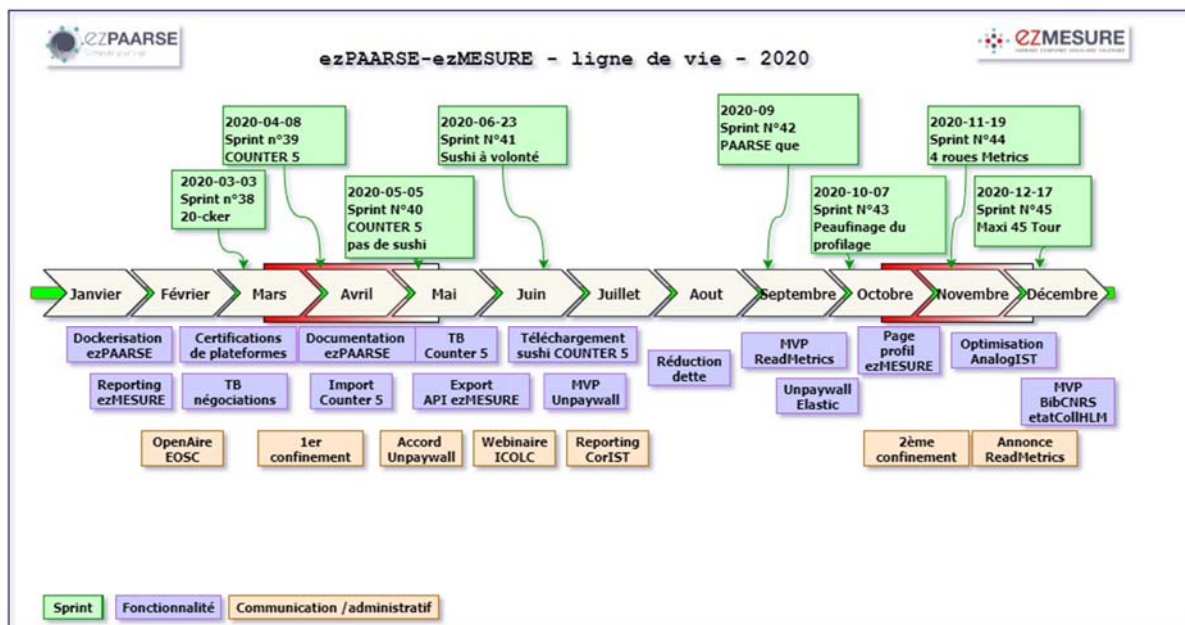 ezPAARSE
ezMESURE
ezPAARSE-ezMESURE - ligne de vie - 2020
2020-04-08
Sprint n°39
COUNTER 5
2020-06-23
Sprint N°41
Sushi à volonté
2020-09
Sprint N°42
PAARSE que
2020-11-19
Sprint N°44
4 roues Metrics
2020-03-03
Sprint n°38
20-cker
2020-05-05
Sprint N°40
COUNTER 5
pas de sushi
2020-10-07
Sprint N°43
Peaufinage du
profilage
2020-12-17
Sprint N°45
Maxi 45 Tour
Janvier
Février
Mars
Avril
Mai
Juin
Juillet
Aout
Septembre
Octobre
Novembre
Décembre
Dockerisation
ezPAARSE
Certifications
de plateformes
Documentation
ezPAARSE
TB
Counter 5
Téléchargement
sushi COUNTER 5
Réduction
dette
MVP
ReadMetrics
Page
profil
ezMESURE
Optimisation
AnalogIST
Reporting
ezMESURE
TB
négociations
Import
Counter 5
Export
API ezMESURE
MVP
Unpaywall
Unpaywall
Elastic
MVP
BibCNRS
etatCollHLM
OpenAire
EOSC
1er
confinement
Accord
Unpaywall
Webinaire
ICOLC
Reporting
CorIST
2ème
confinement
Annonce
ReadMetrics
Sprint
Fonctionnalité
Communication /administratif